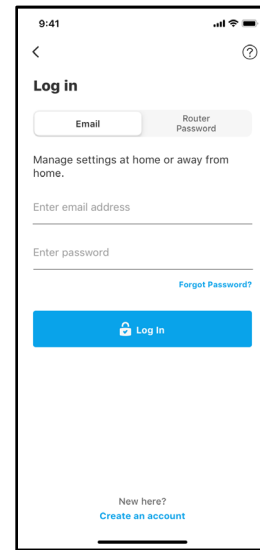 9:41
Log in
Email
Router
Password
Manage settings at home or away from
home.
Enter email address
Enter password
Forgot Password?
Log In
New here?
Create an account